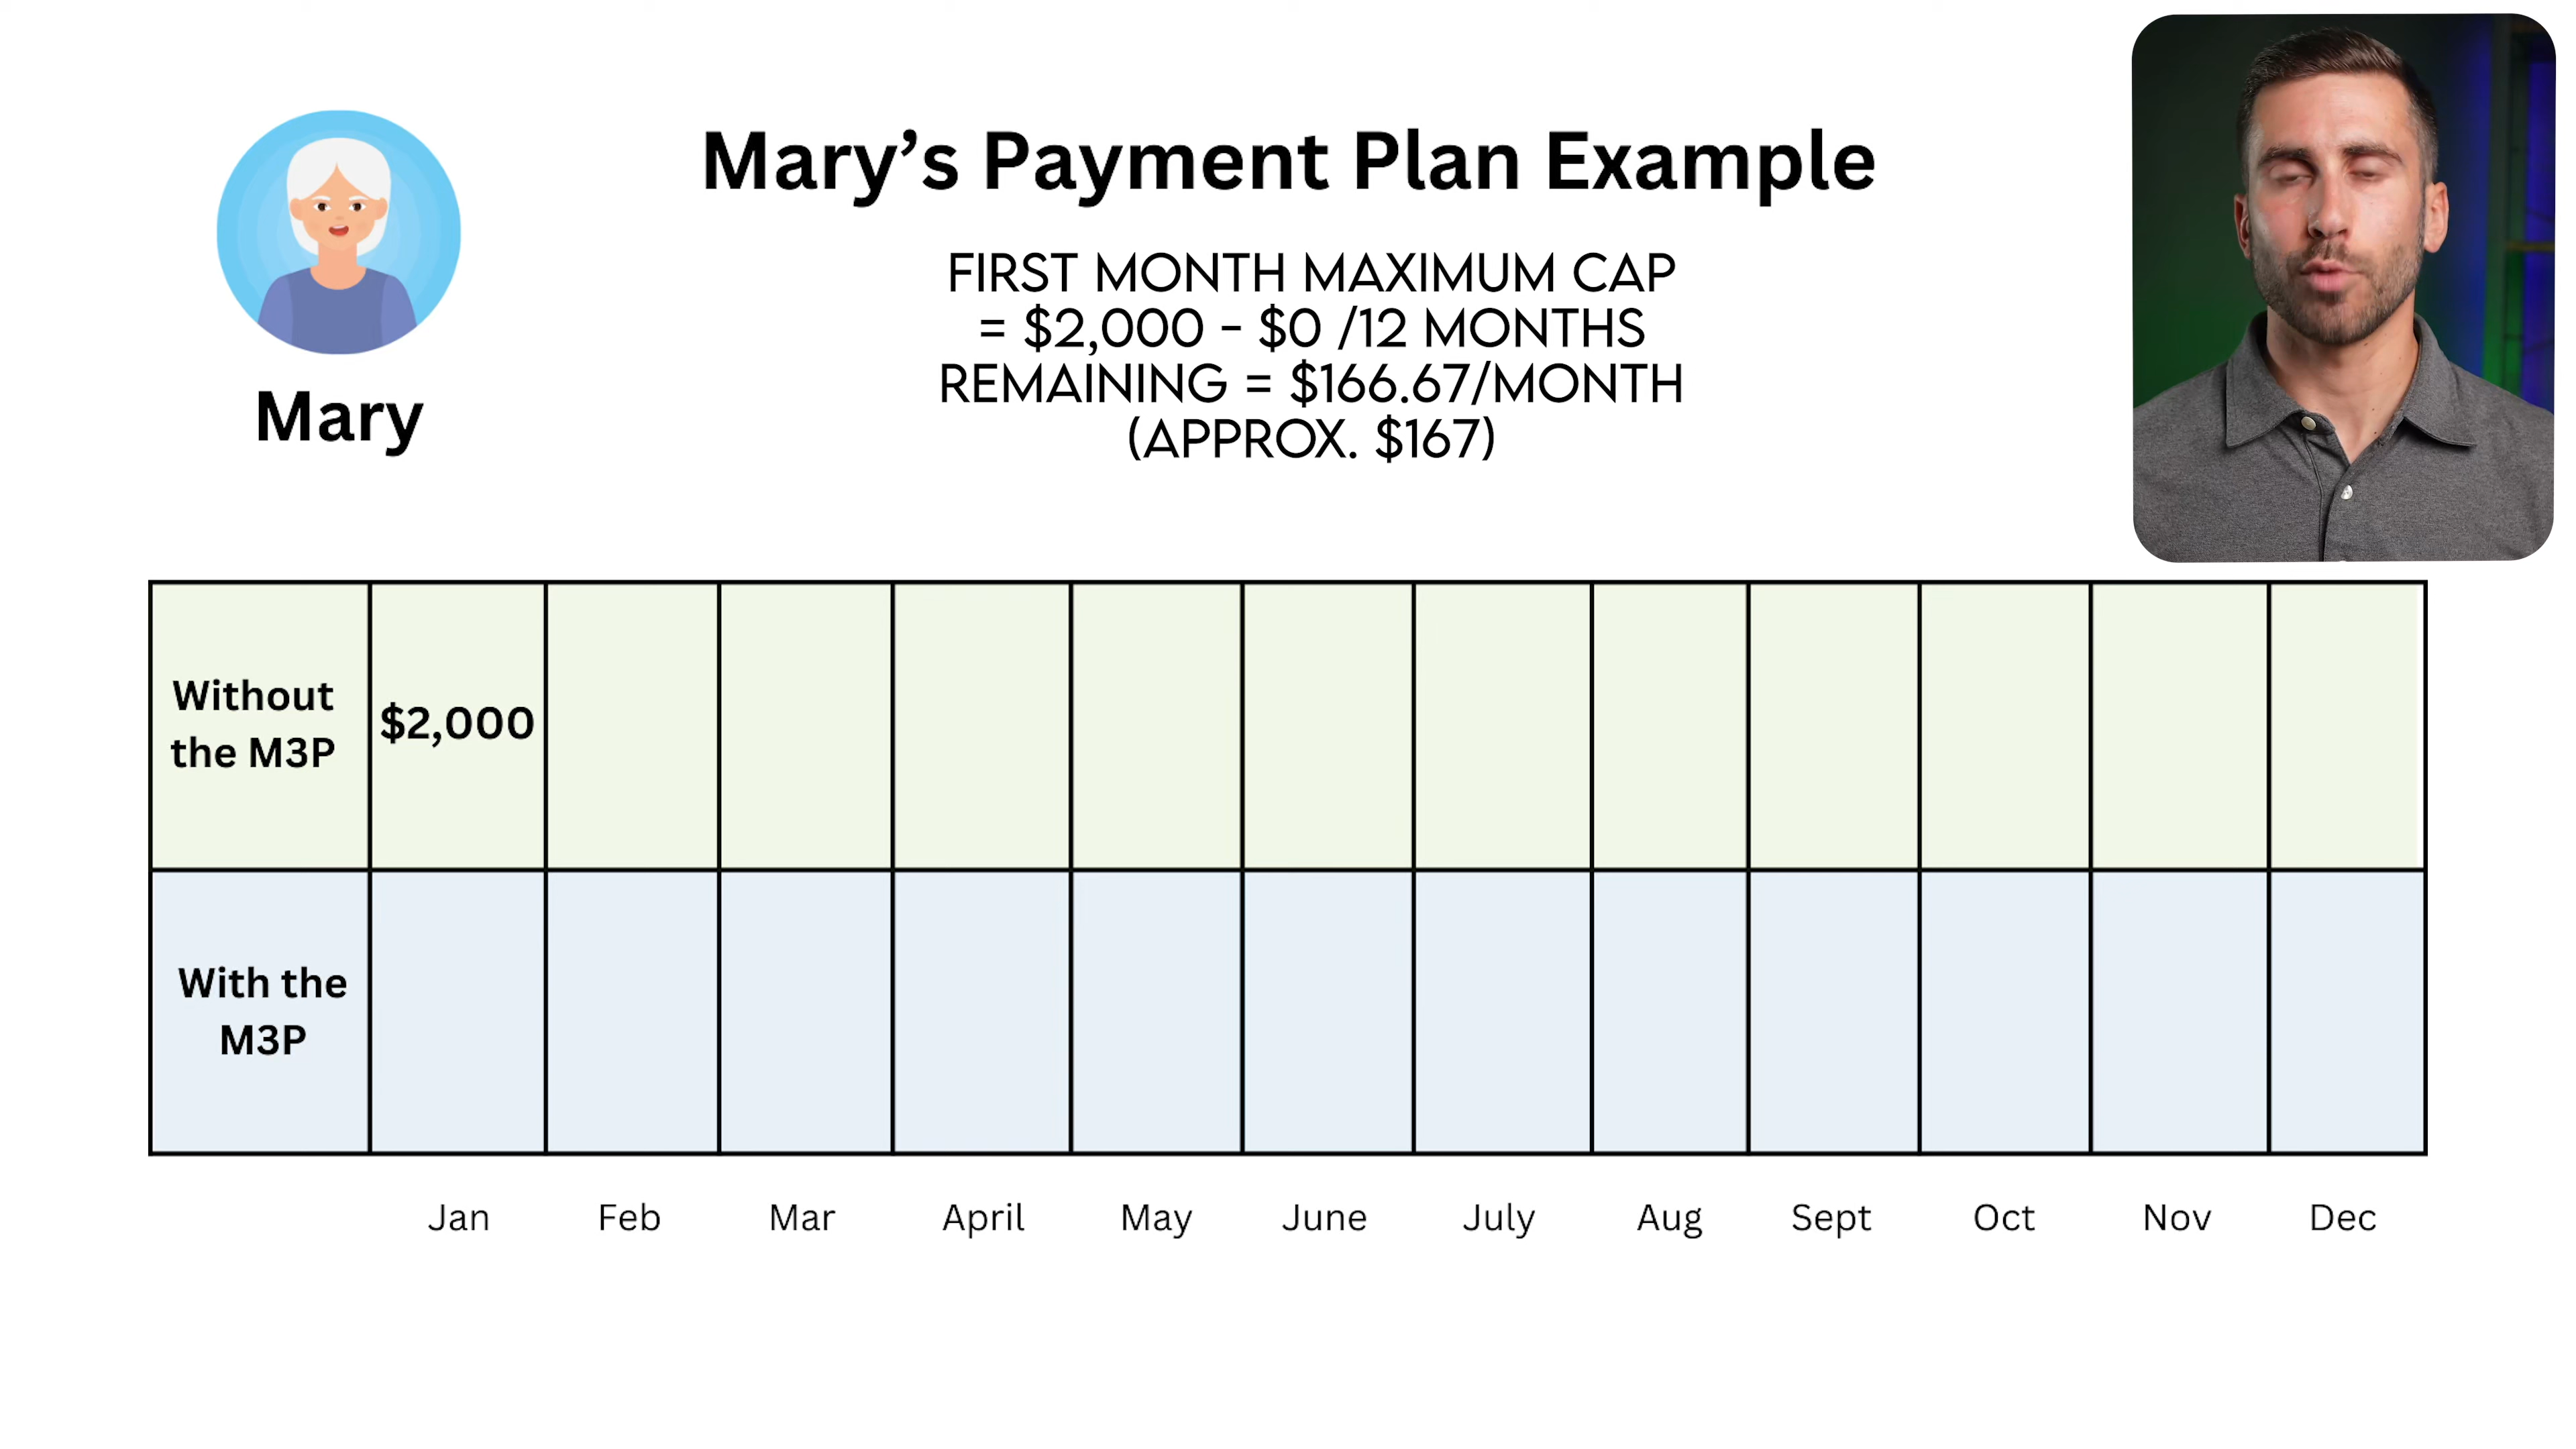 Mary's Payment Plan Example
FIRST MONTH MAXIMUM CAP
= $2,000 - $0 /12 MONTHS
REMAINING = $166.67/MONTH
(APPROX. $167)
Mary
Without
the M3P
$2,000
With the
M3P
Jan Feb Mar April May June July Aug Sept Oct Nov Dec